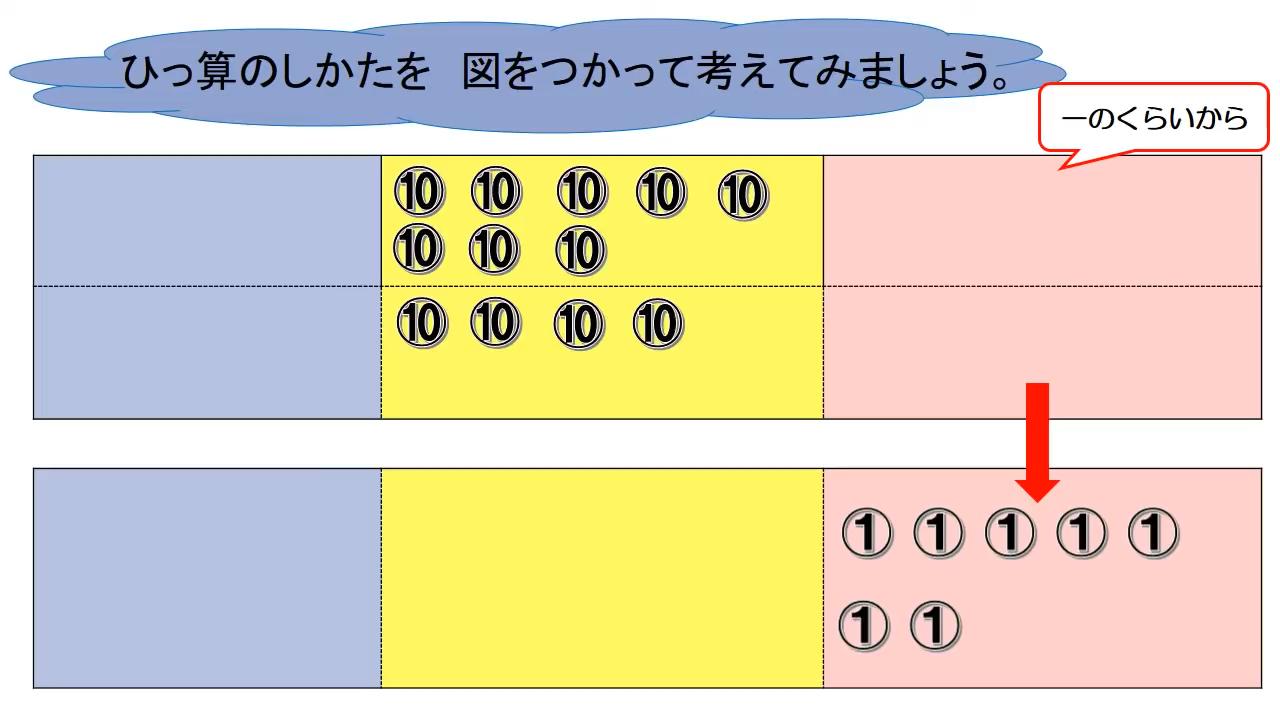 ひっ算のしかたを　図をつかって考えてみましょう。
一のくらいから
⑩ ⑩ ⑩ ⑩ ⑩
⑩ ⑩ ⑩
⑩ ⑩ ⑩ ⑩
① ① ① ① ①
① ①